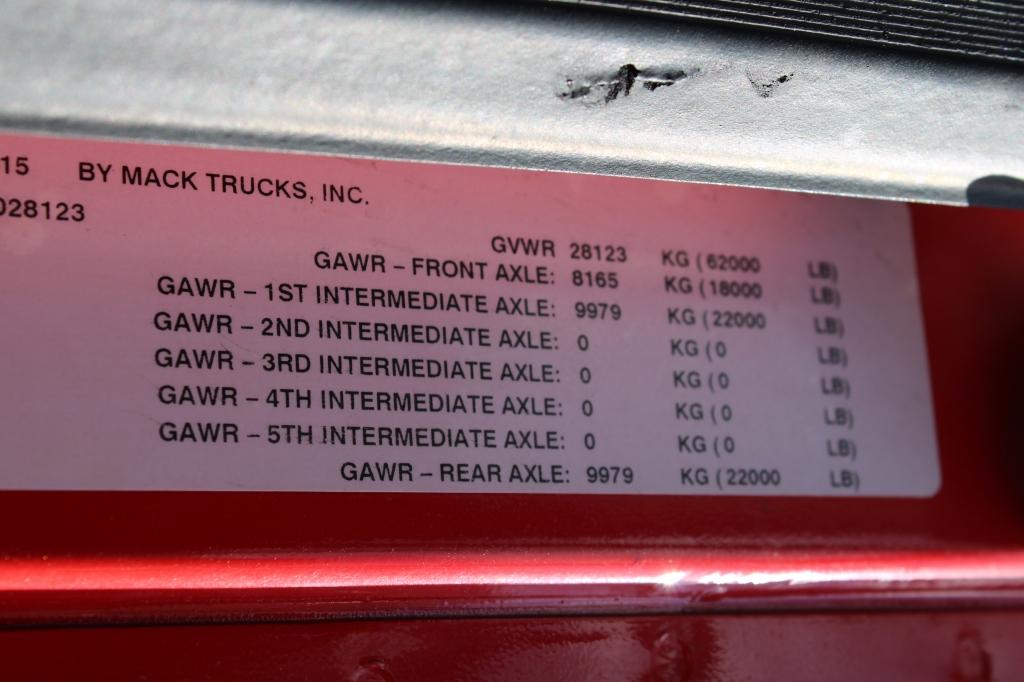 15 BY MACK TRUCKS, INC.
028123
GVWR 28123 KG (62000 LB)
GAWR – FRONT AXLE: 8165 KG (18000 LB)
GAWR – 1ST INTERMEDIATE AXLE: 9979 KG (22000 LB)
GAWR – 2ND INTERMEDIATE AXLE: 0 KG (0 LB)
GAWR – 3RD INTERMEDIATE AXLE: 0 KG (0 LB)
GAWR – 4TH INTERMEDIATE AXLE: 0 KG (0 LB)
GAWR – 5TH INTERMEDIATE AXLE: 0 KG (0 LB)
GAWR – REAR AXLE: 9979 KG (22000 LB)